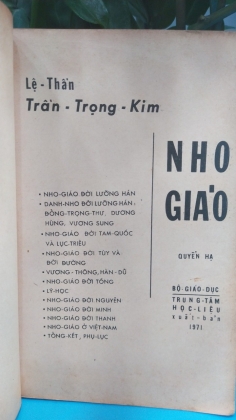 Lệ-Thần
Trần-Trọng-Kim
• NHO-GIÁO ĐỜI LƯỠNG HÁN
• DANH-NHO ĐỜI LƯỠNG HÁN:
ĐỔNG-TRỌNG-THƯ, DƯƠNG
HÙNG, VƯƠNG SUNG
• NHO-GIÁO ĐỜI TAM-QUỐC
VÀ LỤC-TRIỀU
• NHO-GIÁO ĐỜI TÙY VÀ
ĐỜI ĐƯỜNG
• VƯƠNG-THÔNG, HÀN-DŨ
• NHO-GIÁO ĐỜI TỐNG
• LÝ-HỌC
• NHO-GIÁO ĐỜI NGUYÊN
• NHO-GIÁO ĐỜI MINH
• NHO-GIÁO ĐỜI THANH
• NHO-GIÁO Ở VIỆT-NAM
• TỔNG-KẾT, PHỤ-LỤC
NHO
GIÁO
QUYỂN HẠ
BỘ GIÁO-DỤC
TRUNG-TÂM
HỌC-LIỆU
xuất-bản
1971